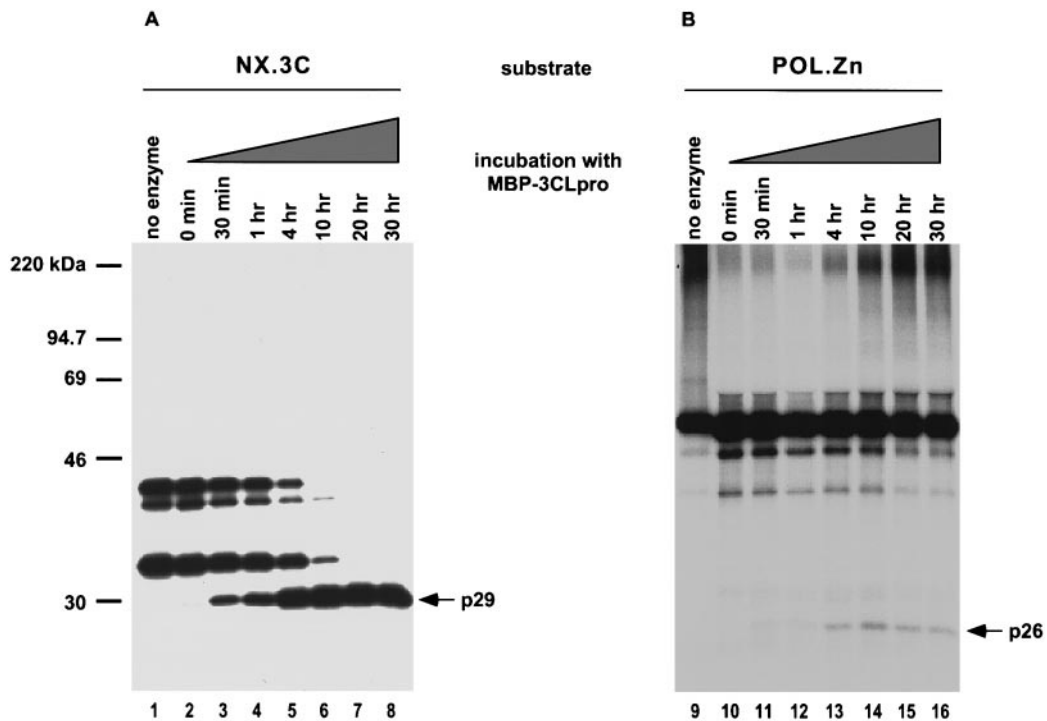 A
B
NX.3C
substrate
POL.Zn
incubation with
MBP-3CLpro
no enzyme
0 min
30 min
1 hr
4 hr
10 hr
20 hr
30 hr
no enzyme
0 min
30 min
1 hr
4 hr
10 hr
20 hr
30 hr
220 kDa
94.7
69
46
30
p29
p26
1 2 3 4 5 6 7 8
9 10 11 12 13 14 15 16